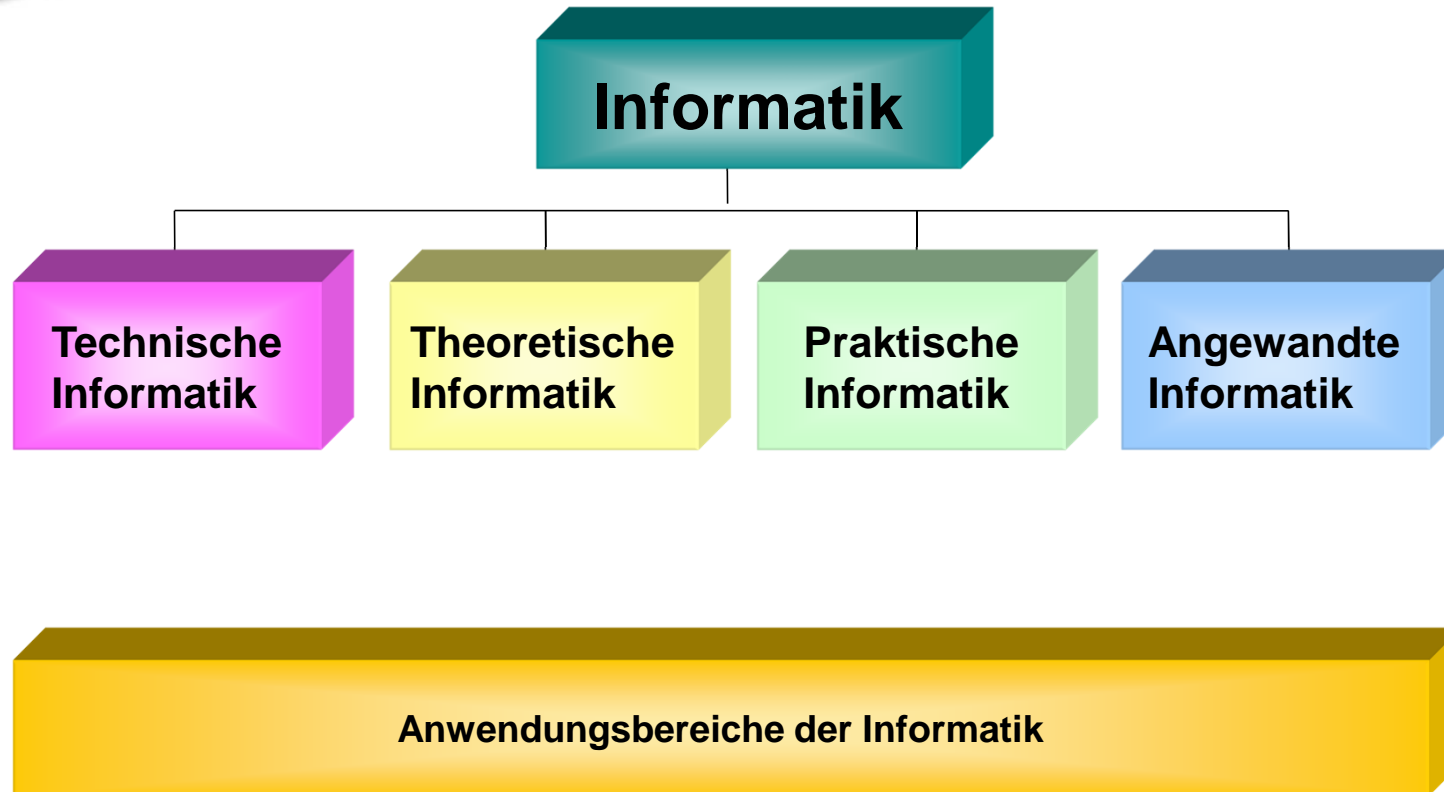 Informatik
Technische
Informatik
Theoretische
Informatik
Praktische
Informatik
Angewandte
Informatik
Anwendungsbereiche der Informatik